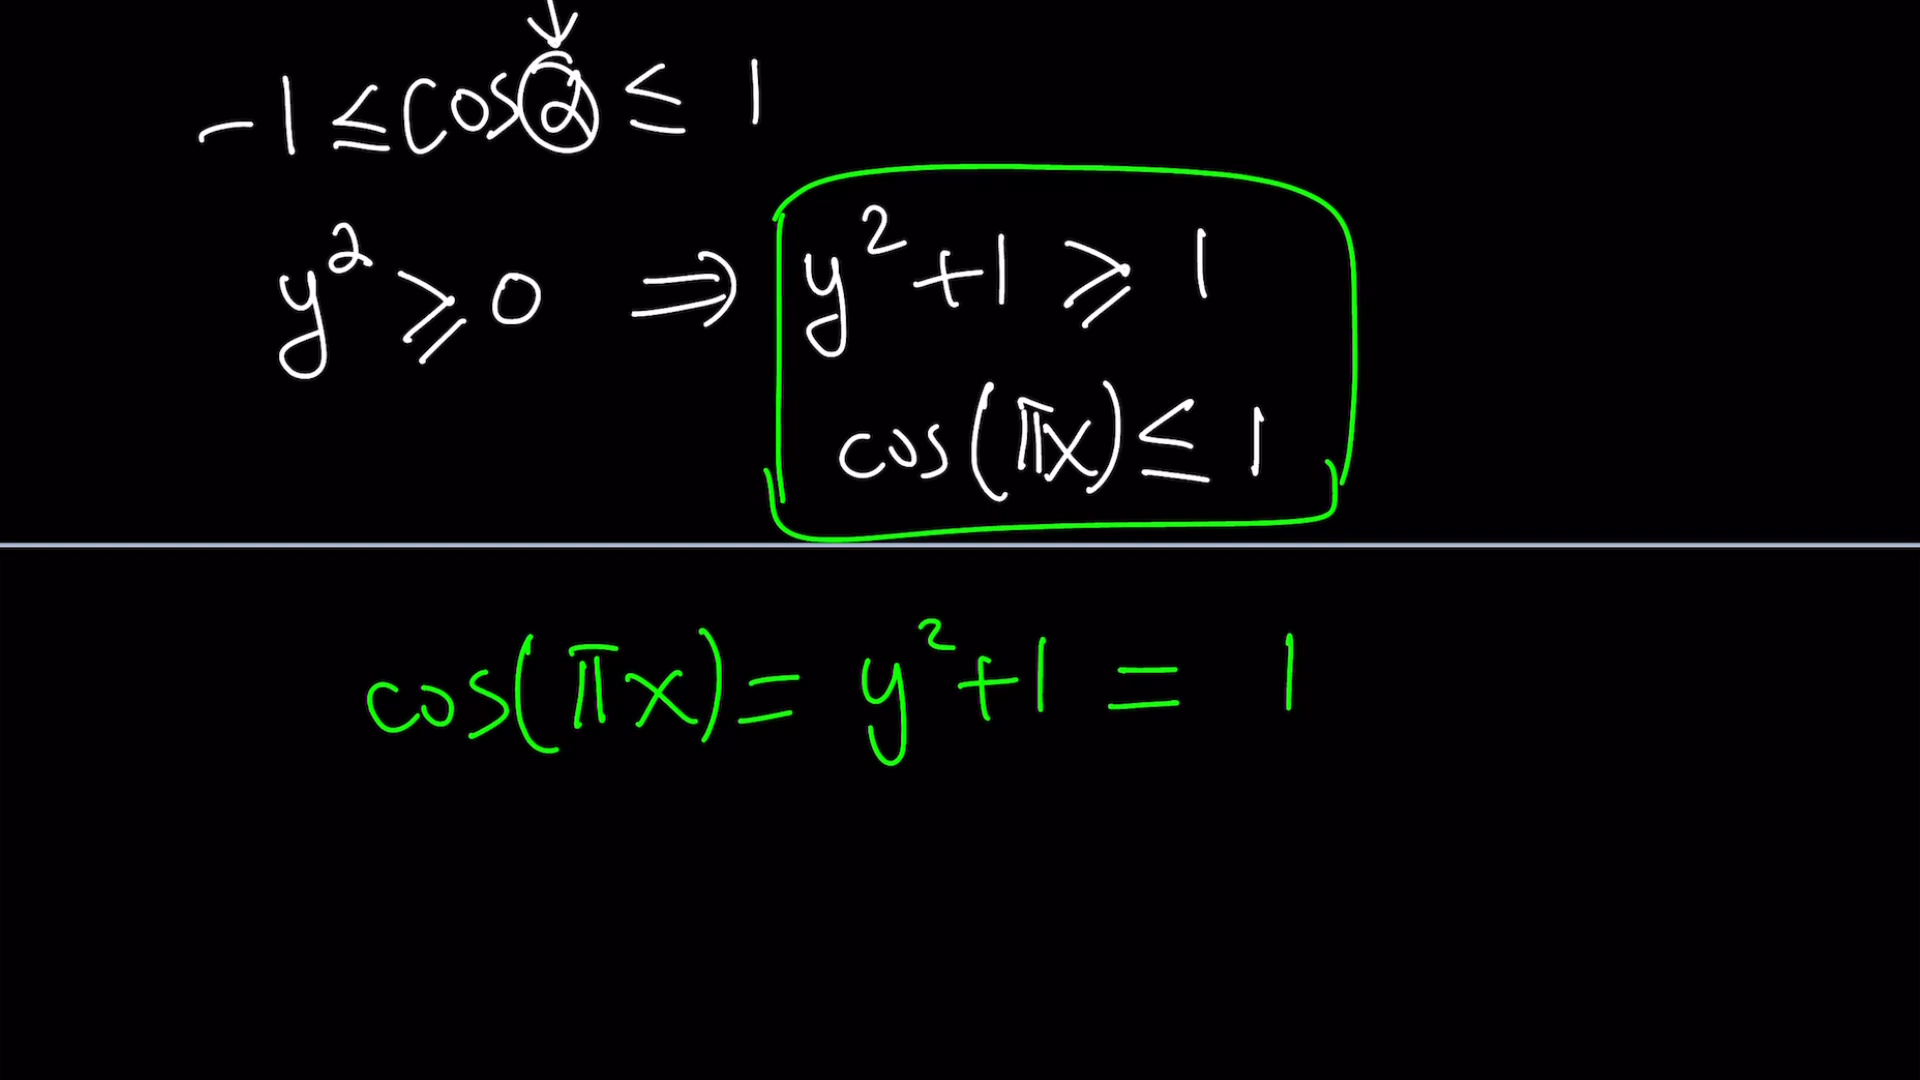 -1 ≤ cos α ≤ 1
y² ≥ 0 ⇒ y² + 1 ≥ 1
cos(πx) ≤ 1
cos(πx) = y² + 1 = 1